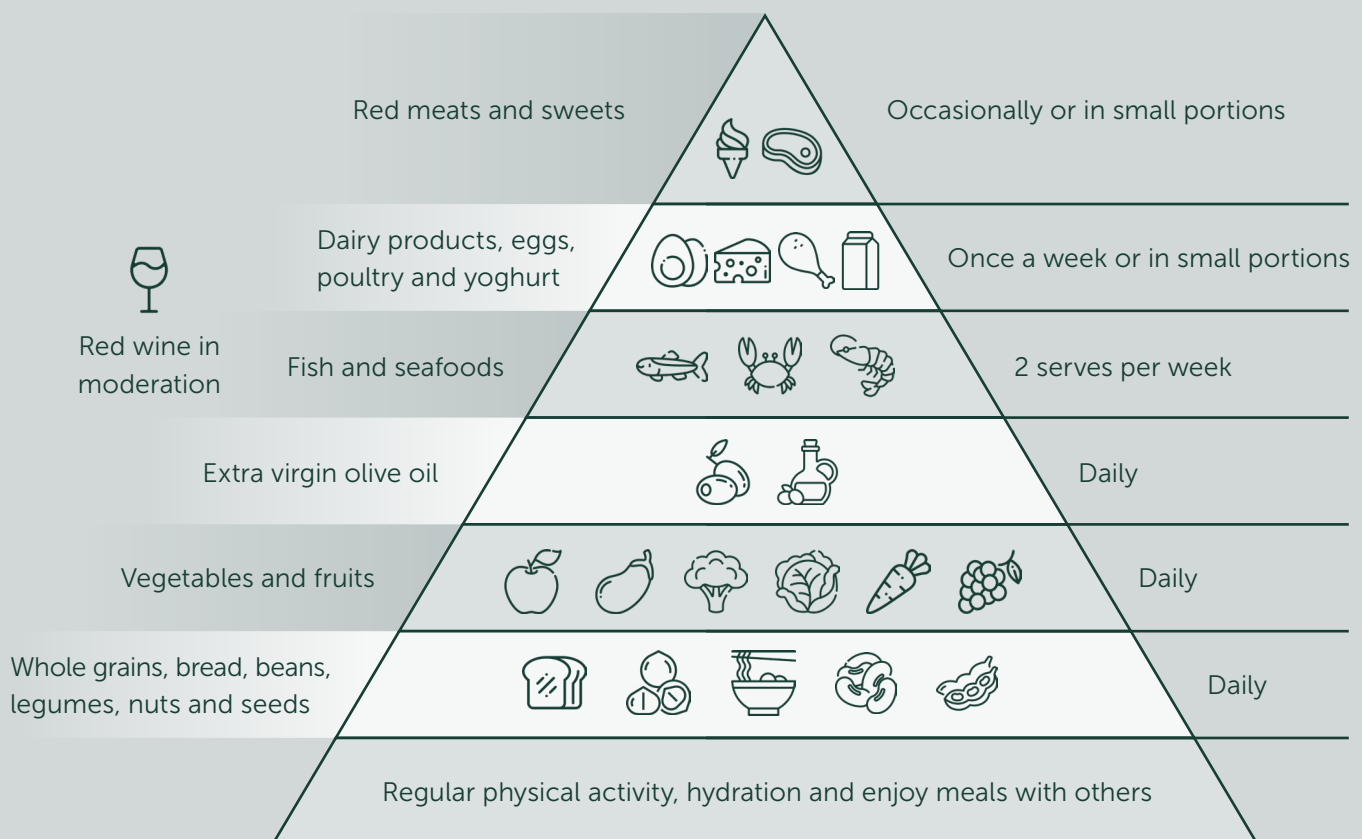 Red meats and sweets
Occasionally or in small portions
Dairy products, eggs,
poultry and yoghurt
Once a week or in small portions
Red wine in
moderation
Fish and seafoods
2 serves per week
Extra virgin olive oil
Daily
Vegetables and fruits
Daily
Whole grains, bread, beans,
legumes, nuts and seeds
Daily
Regular physical activity, hydration and enjoy meals with others